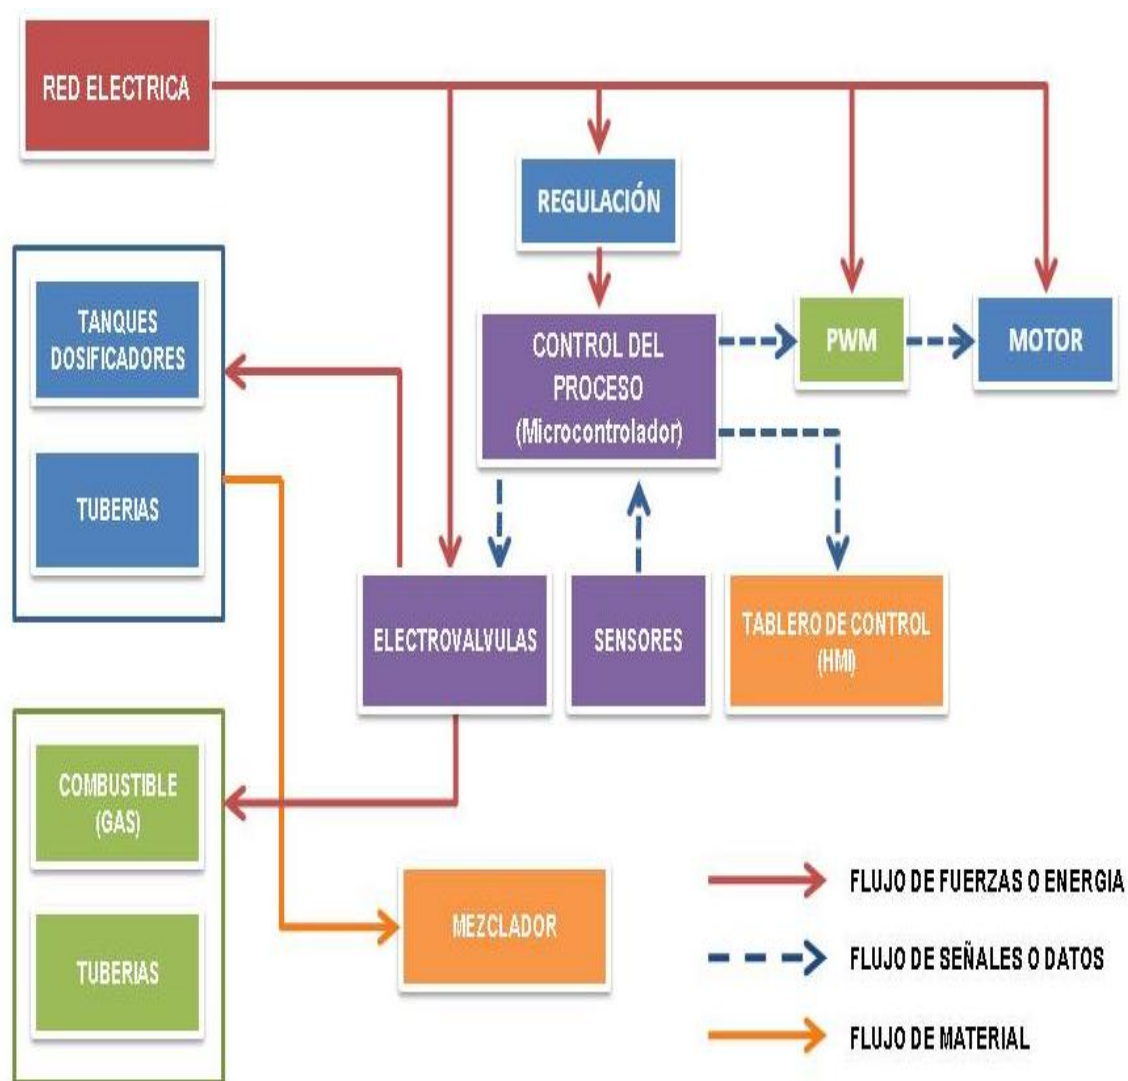 RED ELECTRICA
REGULACIÓN
TANQUES
DOSIFICADORES
TUBERIAS
CONTROL DEL
PROCESO
(Microcontrolador)
PWM
MOTOR
ELECTROVALVULAS
SENSORES
TABLERO DE CONTROL
(HMI)
COMBUSTIBLE
(GAS)
TUBERIAS
MEZCLADOR
FLUJO DE FUERZAS O ENERGIA
FLUJO DE SEÑALES O DATOS
FLUJO DE MATERIAL